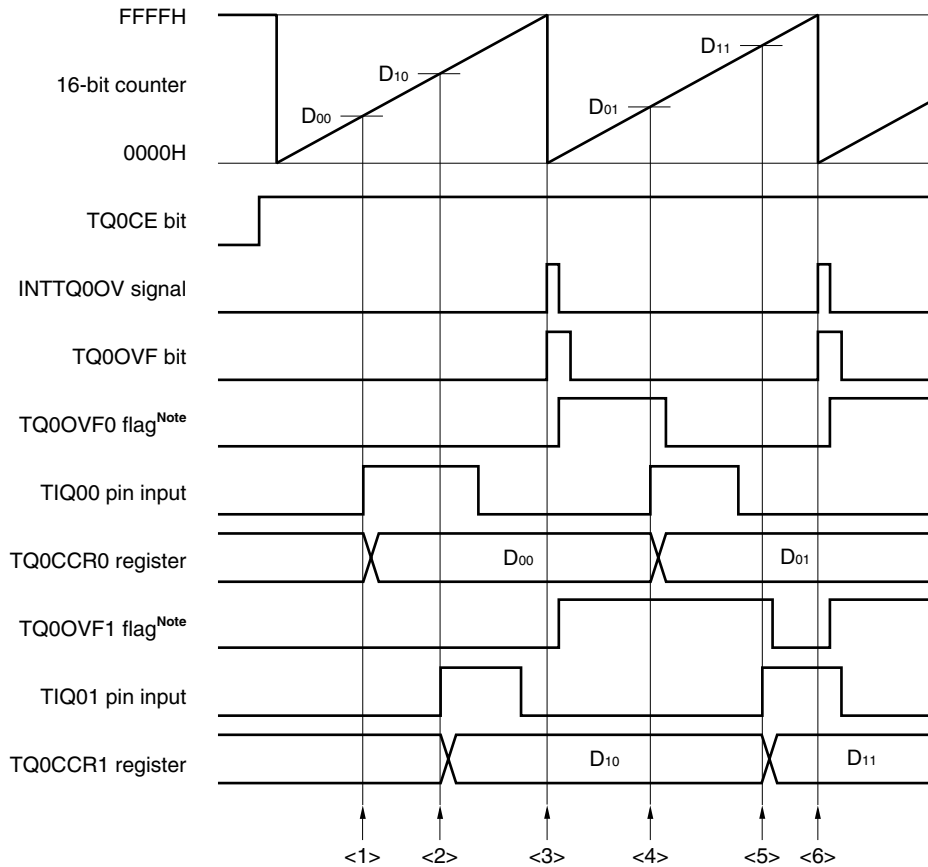 FFFFH
D11
D10
16-bit counter
D01
D00
0000H
TQ0CE bit
INTTQ0OV signal
TQ0OVF bit
TQ0OVF0 flagNote
TIQ00 pin input
TQ0CCR0 register
D00
D01
TQ0OVF1 flagNote
TIQ01 pin input
TQ0CCR1 register
D10
D11
<1> <2> <3> <4> <5> <6>